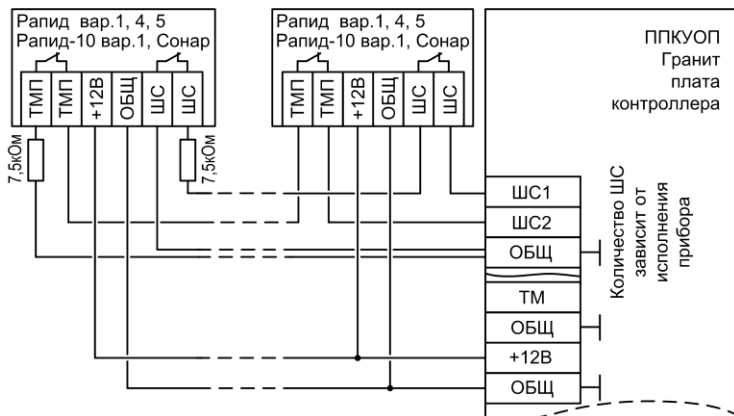 Рапид вар.1, 4, 5
Рапид-10 вар.1, Сонар
ТМП
ТМП
+12В
ОБЩ
ШС
ШС
7,5кОм
7,5кОм
Рапид вар.1, 4, 5
Рапид-10 вар.1, Сонар
ТМП
ТМП
+12В
ОБЩ
ШС
ШС
ППКУОП
Гранит
плата
контроллера
ШС1
ШС2
ОБЩ
ТМ
ОБЩ
+12В
ОБЩ
Количество ШС
зависит от
исполнения
прибора